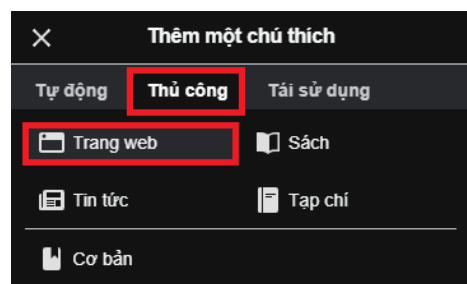 Thêm một chú thích
Tự động Thủ công Tái sử dụng
Trang web Sách
Tin tức Tạp chí
Cơ bản